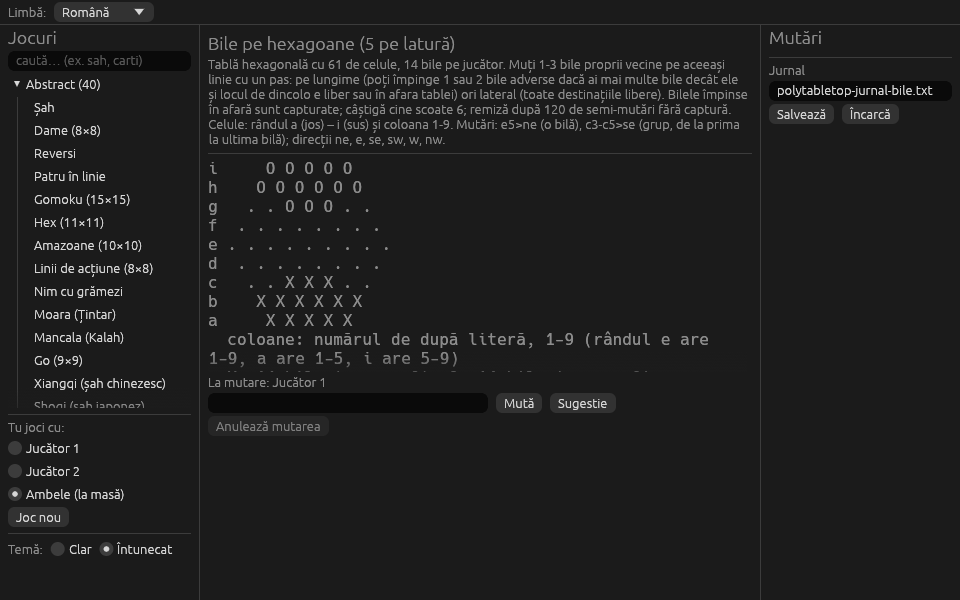 Limbă: Română
Jocuri
caută... (ex. sah, carti)
Abstract (40)
Șah
Dame (8×8)
Reversi
Patru în linie
Gomoku (15×15)
Hex (11×11)
Amazoane (10×10)
Linii de acțiune (8×8)
Nim cu grămezi
Moara (Țintar)
Mancala (Kalah)
Go (9×9)
Xiangqi (șah chinezesc)
Shogi (șah japonez)
Tu joci cu:
Jucător 1
Jucător 2
Ambele (la masă)
Joc nou
Temă: Clar Întunecat
Bile pe hexagoane (5 pe latură)
Tablă hexagonală cu 61 de celule, 14 bile pe jucător. Muți 1-3 bile proprii vecine pe aceeași
linie cu un pas: pe lungime (poți împinge 1 sau 2 bile adverse dacă ai mai multe bile decât ele
și locul de dincolo e liber sau în afara tablei) ori lateral (toate destinațiile libere). Bilele împinse
în afară sunt capturate; câștigă cine scoate 6; remiză după 120 de semi-mutări fără captură.
Celule: rândul a (jos) – i (sus) și coloana 1-9. Mutări: e5>ne (o bilă), c3-c5>se (grup, de la prima
la ultima bilă); direcții ne, e, se, sw, w, nw.
i O O O O O
h O O O O O O
g . . O O O . .
f . . . . . . . .
e . . . . . . . . .
d . . . . . . . .
c . . X X X . .
b X X X X X X
a X X X X X
coloane: numărul de după literă, 1-9 (rândul e are
1-9, a are 1-5, i are 5-9)
La mutare: Jucător 1
Mută Sugestie
Anulează mutarea
Mutări
Jurnal
polytabletop-jurnal-bile.txt
Salvează Încarcă